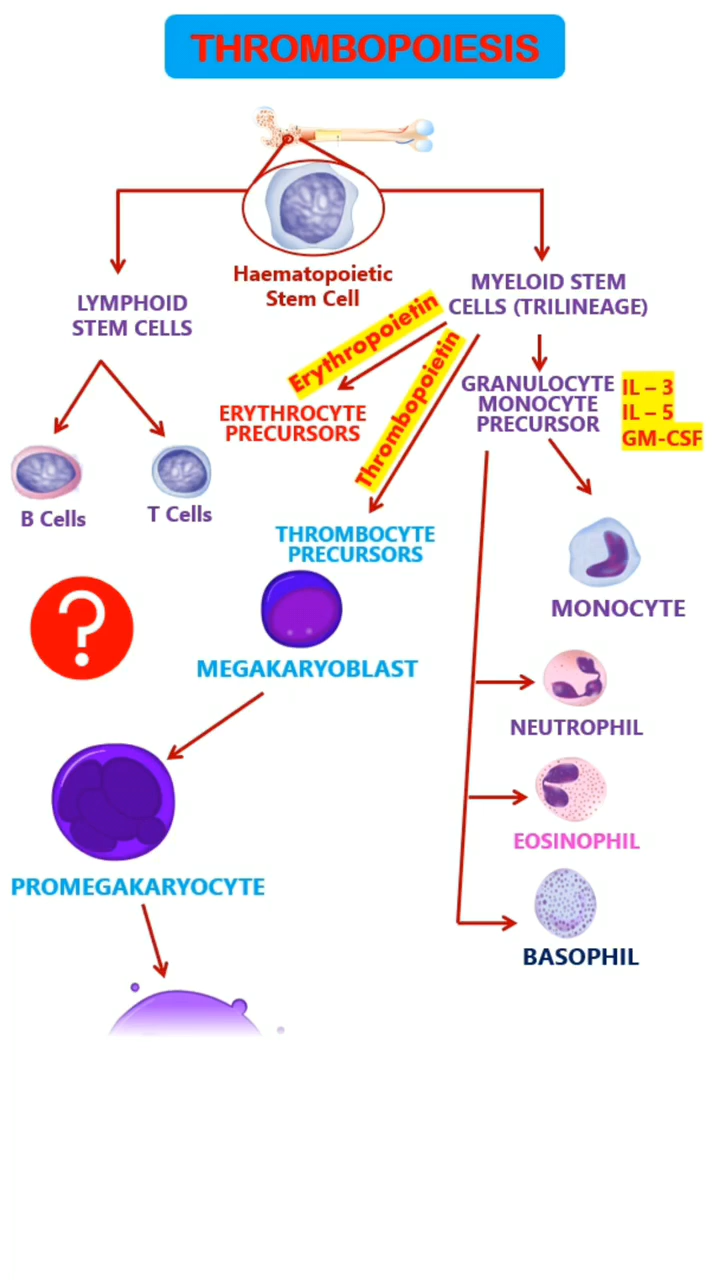 THROMBOPOIESIS
Haematopoietic
Stem Cell
LYMPHOID
STEM CELLS
MYELOID STEM
CELLS (TRILINEAGE)
Erythropoietin
Thrombopoietin
ERYTHROCYTE
PRECURSORS
GRANULOCYTE
MONOCYTE
PRECURSOR
IL – 3
IL – 5
GM-CSF
B Cells
T Cells
THROMBOCYTE
PRECURSORS
?
MONOCYTE
MEGAKARYOBLAST
NEUTROPHIL
EOSINOPHIL
PROMEGAKARYOCYTE
BASOPHIL